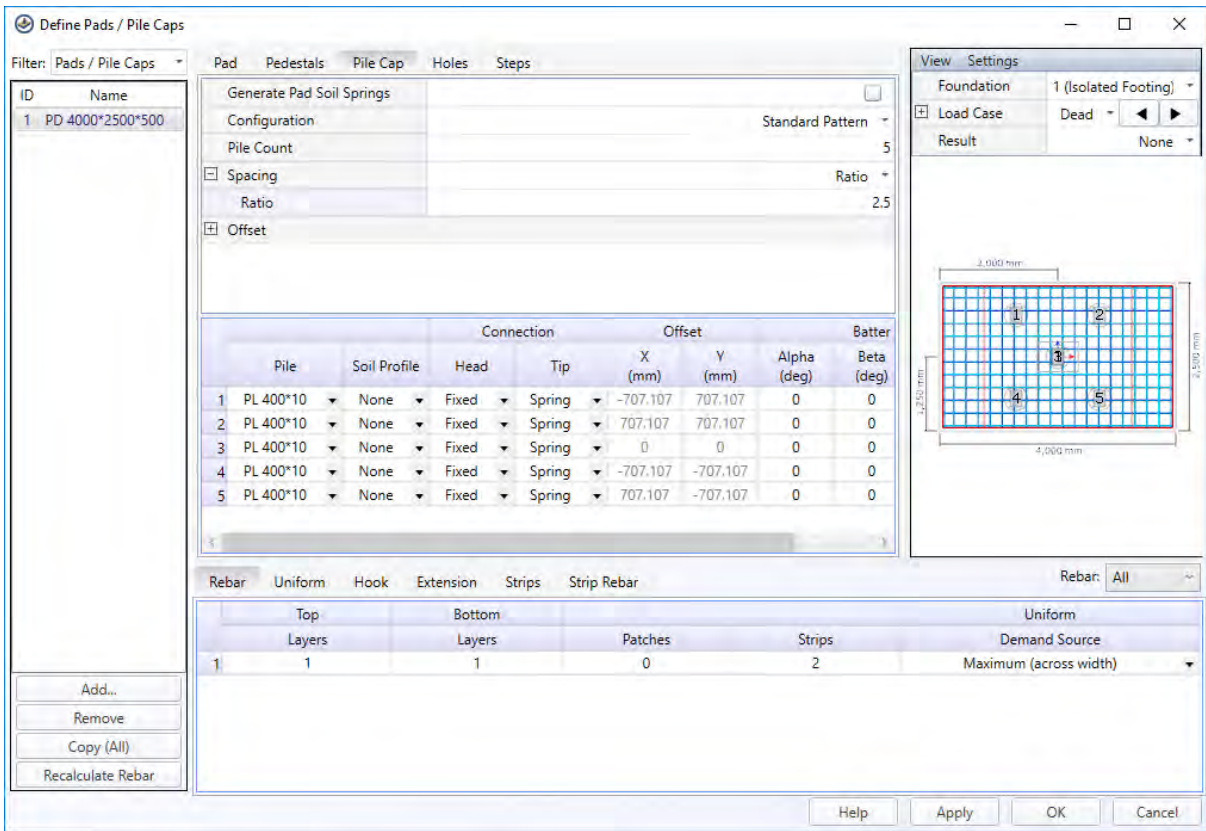 Define Pads / Pile Caps
Filter: Pads / Pile Caps
ID Name
1 PD 4000*2500*500
Add...
Remove
Copy (All)
Recalculate Rebar
Pad Pedestals Pile Cap Holes Steps
Generate Pad Soil Springs
Configuration Standard Pattern
Pile Count 5
Spacing Ratio
Ratio 2.5
Offset
Connection Offset Batter
Pile Soil Profile Head Tip X (mm) Y (mm) Alpha (deg) Beta (deg)
1 PL 400*10 None Fixed Spring -707.107 707.107 0 0
2 PL 400*10 None Fixed Spring 707.107 707.107 0 0
3 PL 400*10 None Fixed Spring 0 0 0 0
4 PL 400*10 None Fixed Spring -707.107 -707.107 0 0
5 PL 400*10 None Fixed Spring 707.107 -707.107 0 0
View Settings
Foundation 1 (Isolated Footing)
Load Case Dead
Result None
2,000 mm
1 2
3
4 5
1,250 mm
2,500 mm
4,000 mm
Rebar Uniform Hook Extension Strips Strip Rebar
Rebar: All
Top Bottom Uniform
Layers Layers Patches Strips Demand Source
1 1 1 0 2 Maximum (across width)
Help Apply OK Cancel